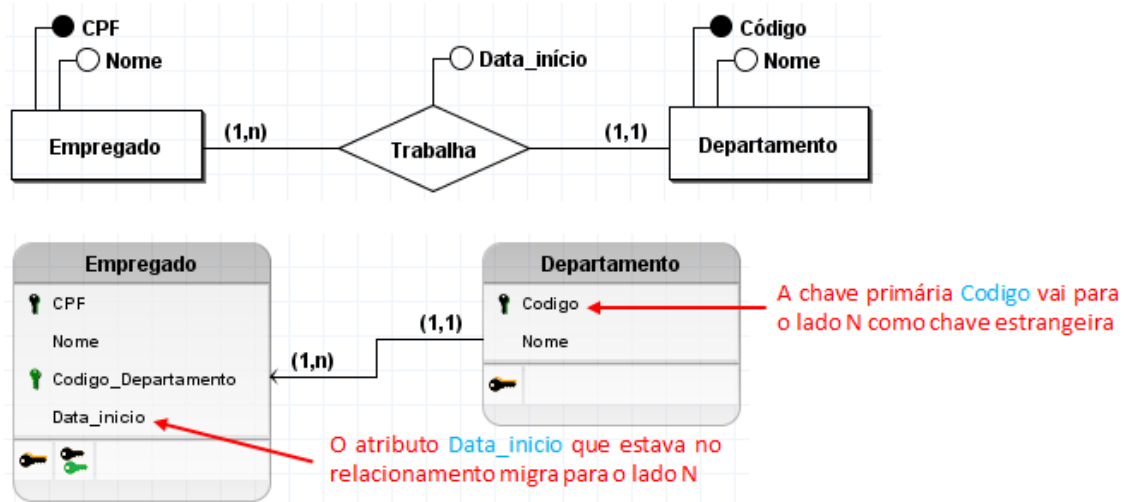 CPF
Nome
Empregado
(1,n)
Data_início
Trabalha
(1,1)
Código
Nome
Departamento
Empregado
CPF
Nome
Codigo_Departamento
Data_inicio
(1,n)
(1,1)
Departamento
Codigo
Nome
A chave primária Codigo vai para
o lado N como chave estrangeira
O atributo Data_inicio que estava no
relacionamento migra para o lado N